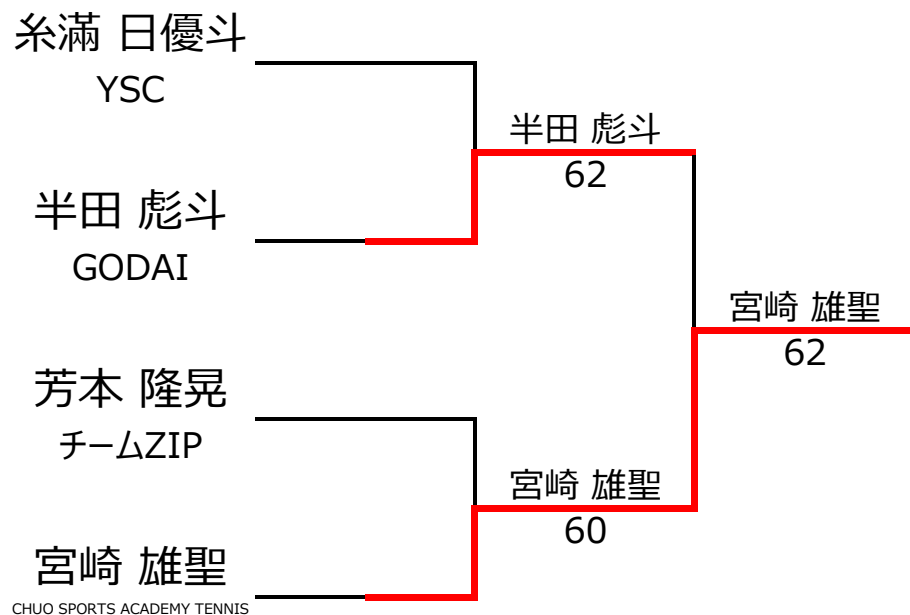 糸満 日優斗
YSC
半田 彪斗
62
半田 彪斗
GODAI
宮崎 雄聖
62
芳本 隆晃
チームZIP
宮崎 雄聖
60
宮崎 雄聖
CHUO SPORTS ACADEMY TENNIS